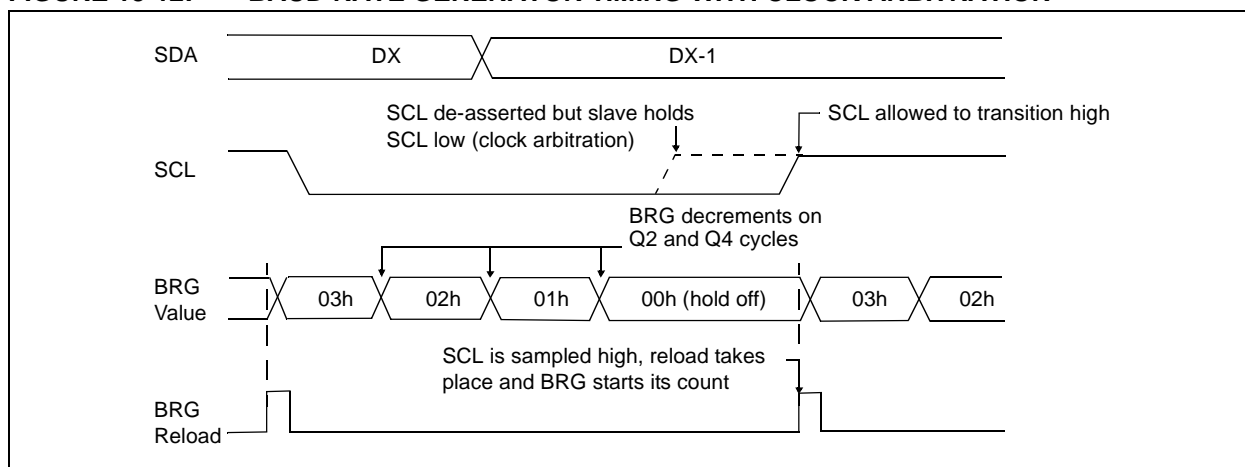 SDA
DX
DX-1
SCL de-asserted but slave holds
SCL low (clock arbitration)
SCL allowed to transition high
SCL
BRG decrements on
Q2 and Q4 cycles
BRG
Value
03h
02h
01h
00h (hold off)
03h
02h
SCL is sampled high, reload takes
place and BRG starts its count
BRG
Reload